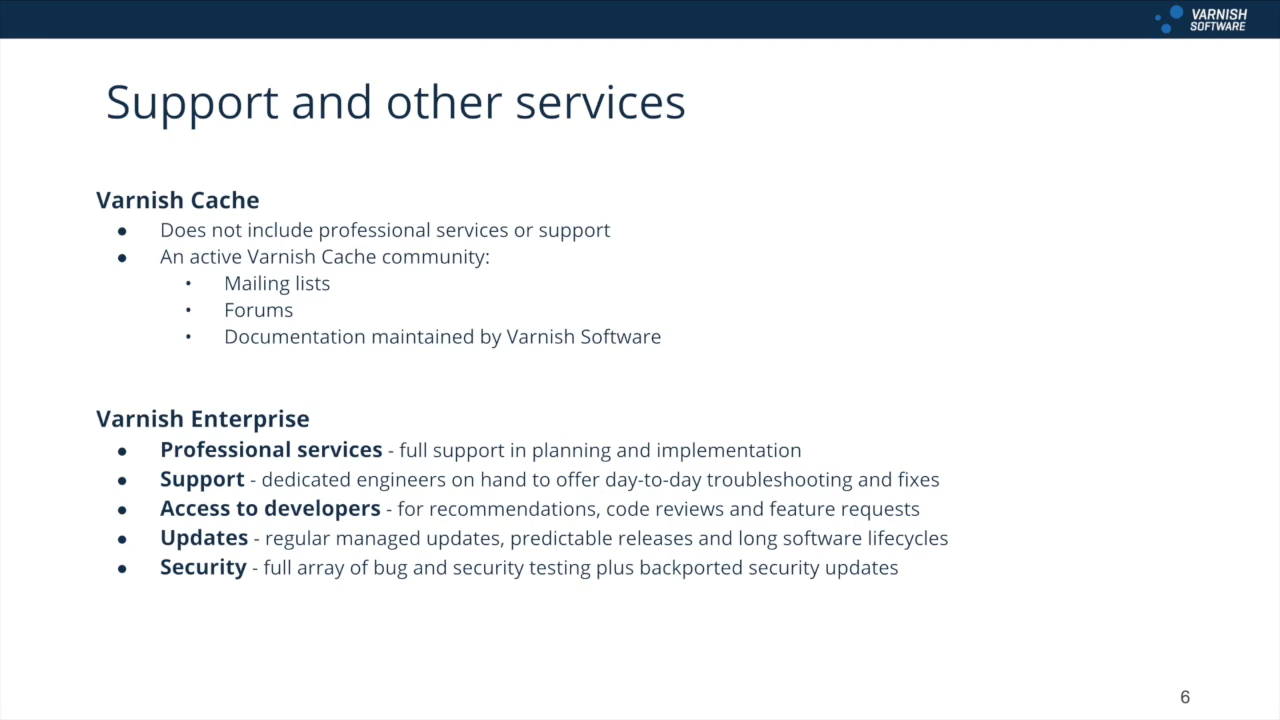 VARNISH
SOFTWARE
Support and other services
Varnish Cache
● Does not include professional services or support
● An active Varnish Cache community:
• Mailing lists
• Forums
• Documentation maintained by Varnish Software
Varnish Enterprise
● Professional services - full support in planning and implementation
● Support - dedicated engineers on hand to offer day-to-day troubleshooting and fixes
● Access to developers - for recommendations, code reviews and feature requests
● Updates - regular managed updates, predictable releases and long software lifecycles
● Security - full array of bug and security testing plus backported security updates
6